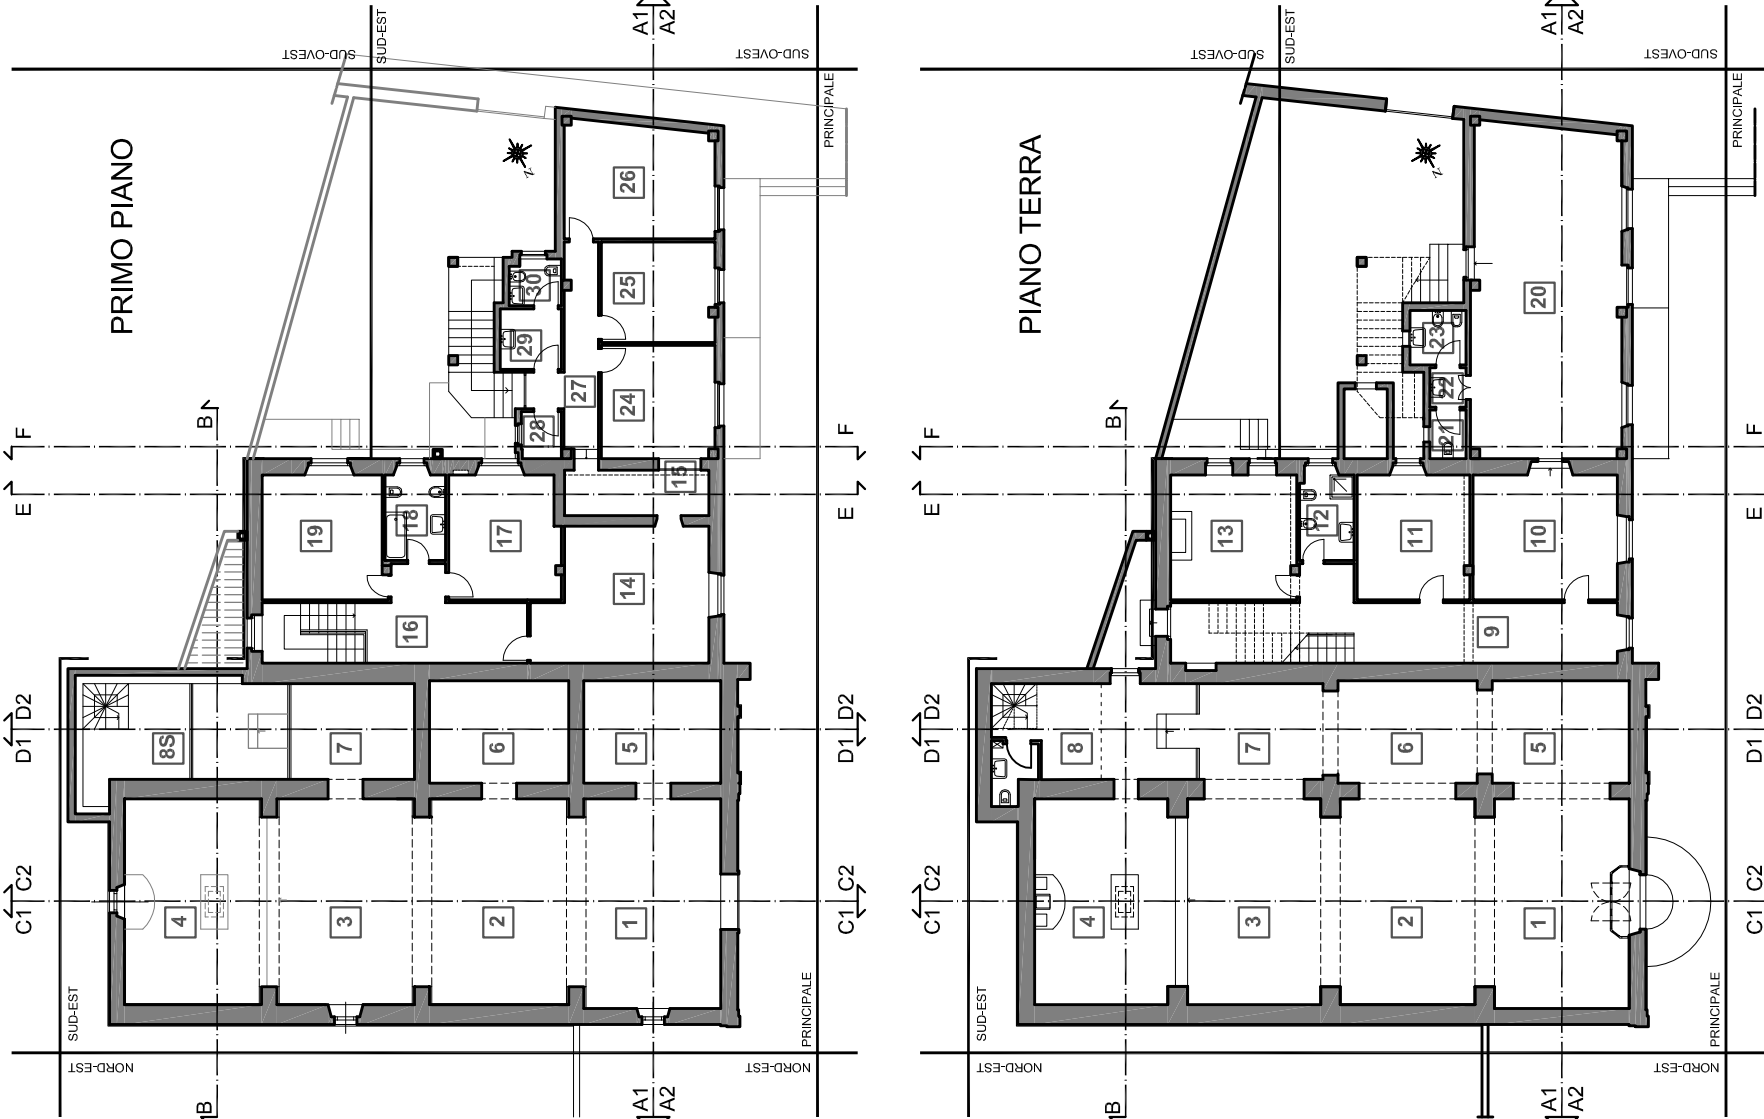 PRIMO PIANO
SUD-OVEST
SUD-EST
A1
A2
SUD-OVEST
PRINCIPALE
N
26
30
25
29
27
24
28
B
F
F
15
E
E
19
18
17
14
16
D2
D1
8S
7
6
5
D2
D1
C2
C1
4
3
2
1
C2
C1
SUD-EST
PRINCIPALE
NORD-EST
NORD-EST
B
A1
A2
PIANO TERRA
SUD-OVEST
SUD-EST
A1
A2
SUD-OVEST
PRINCIPALE
N
20
23
22
21
B
F
F
E
E
13
12
11
10
9
D2
D1
8
7
6
5
D2
D1
C2
C1
4
3
2
1
C2
C1
SUD-EST
PRINCIPALE
NORD-EST
NORD-EST
B
A1
A2